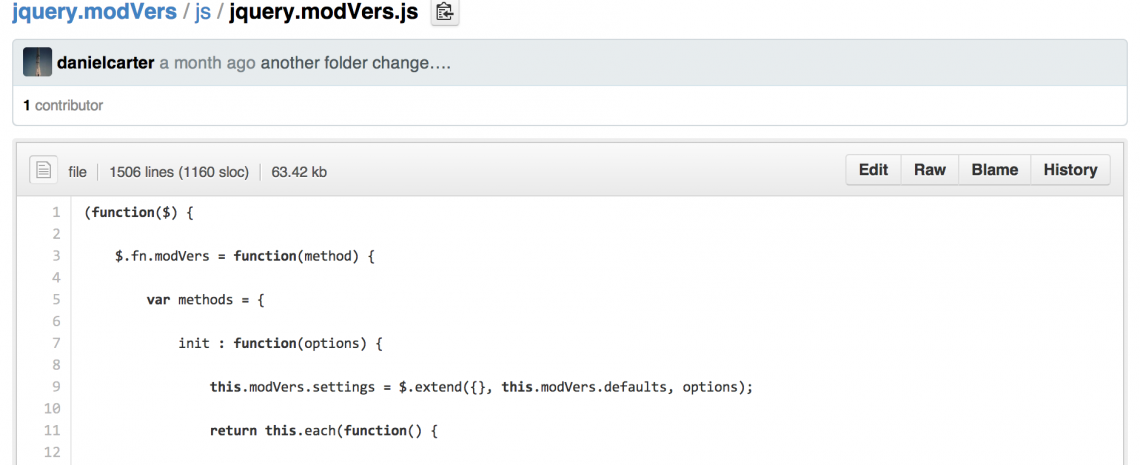 jquery.modVers / js / jquery.modVers.js
danielcarter a month ago another folder change....
1 contributor
file 1506 lines (1160 sloc) 63.42 kb Edit Raw Blame History
1 (function($) {
2
3 $.fn.modVers = function(method) {
4
5 var methods = {
6
7 init : function(options) {
8
9 this.modVers.settings = $.extend({}, this.modVers.defaults, options);
10
11 return this.each(function() {
12